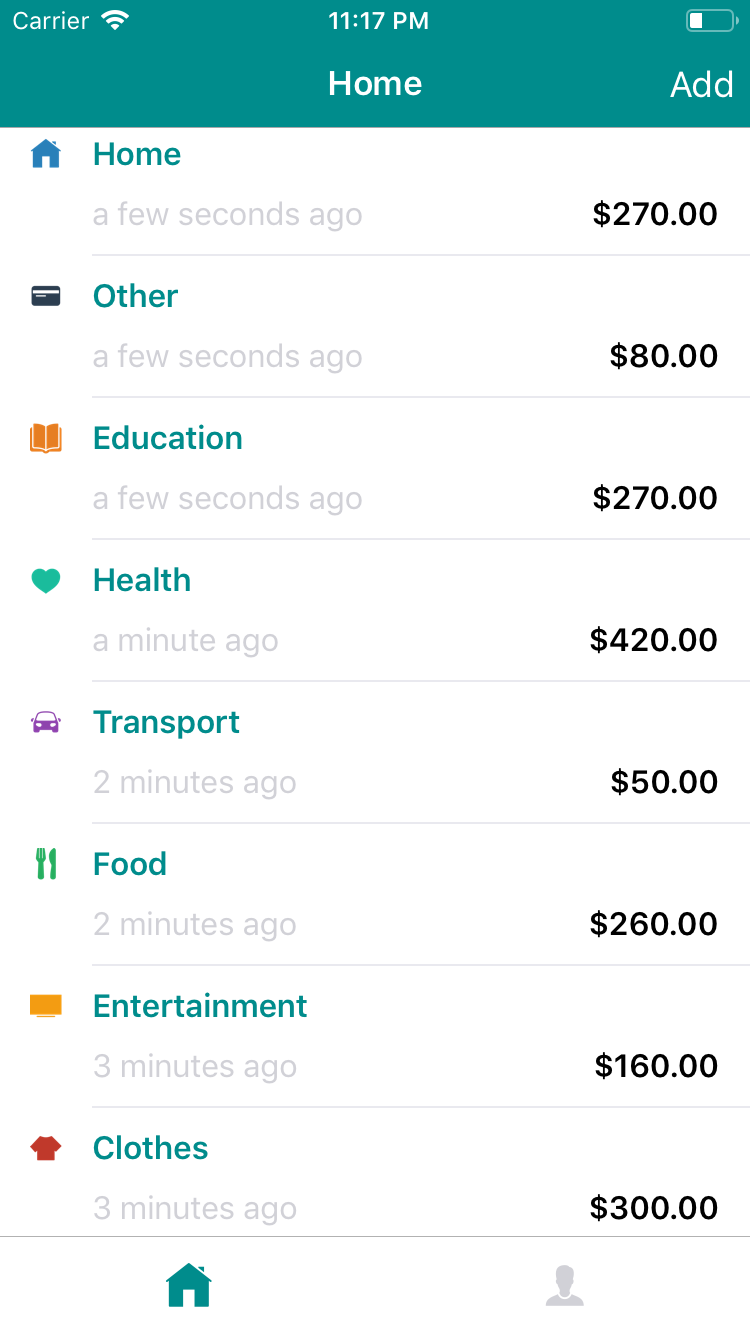 Carrier 11:17 PM
Home Add
Home
a few seconds ago $270.00
Other
a few seconds ago $80.00
Education
a few seconds ago $270.00
Health
a minute ago $420.00
Transport
2 minutes ago $50.00
Food
2 minutes ago $260.00
Entertainment
3 minutes ago $160.00
Clothes
3 minutes ago $300.00